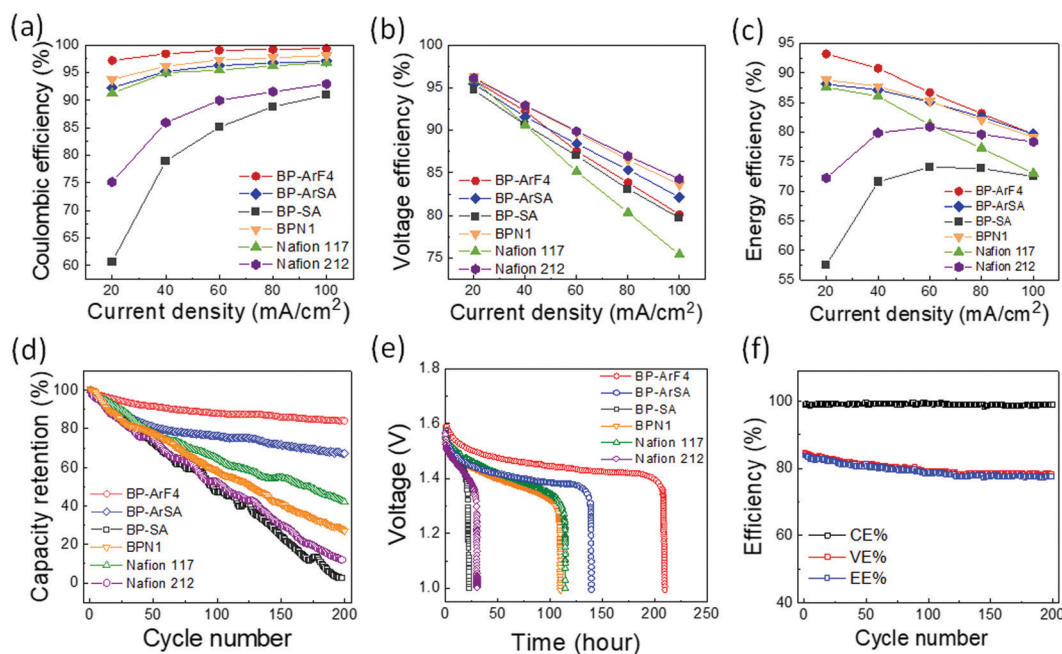 (a)
Coulombic efficiency (%)
100
95
90
85
80
75
70
65
60
BP-ArF4
BP-ArSA
BP-SA
BPN1
Nafion 117
Nafion 212
20 40 60 80 100
Current density (mA/cm²)
(b)
Voltage efficiency (%)
100
95
90
85
80
75
BP-ArF4
BP-ArSA
BP-SA
BPN1
Nafion 117
Nafion 212
20 40 60 80 100
Current density (mA/cm²)
(c)
Energy efficiency (%)
95
90
85
80
75
70
65
60
55
BP-ArF4
BP-ArSA
BP-SA
BPN1
Nafion 117
Nafion 212
20 40 60 80 100
Current density (mA/cm²)
(d)
Capacity retention (%)
100
80
60
40
20
0
BP-ArF4
BP-ArSA
BP-SA
BPN1
Nafion 117
Nafion 212
0 50 100 150 200
Cycle number
(e)
Voltage (V)
1.8
1.6
1.4
1.2
1.0
BP-ArF4
BP-ArSA
BP-SA
BPN1
Nafion 117
Nafion 212
0 50 100 150 200 250
Time (hour)
(f)
Efficiency (%)
100
80
60
40
CE%
VE%
EE%
0 50 100 150 200
Cycle number